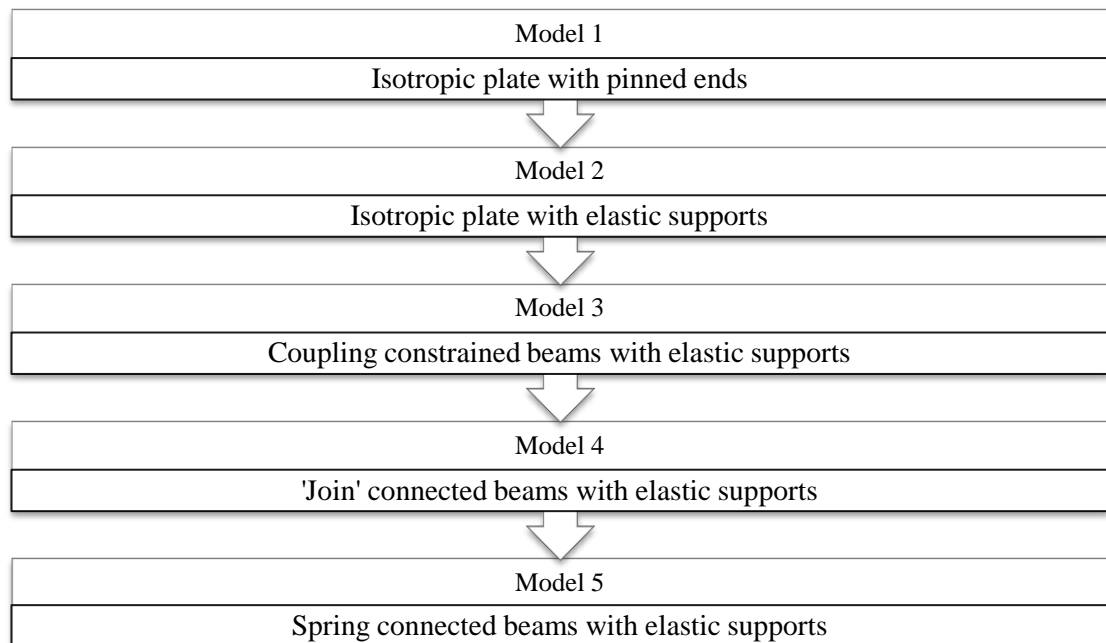 Model 1
Isotropic plate with pinned ends
Model 2
Isotropic plate with elastic supports
Model 3
Coupling constrained beams with elastic supports
Model 4
'Join' connected beams with elastic supports
Model 5
Spring connected beams with elastic supports